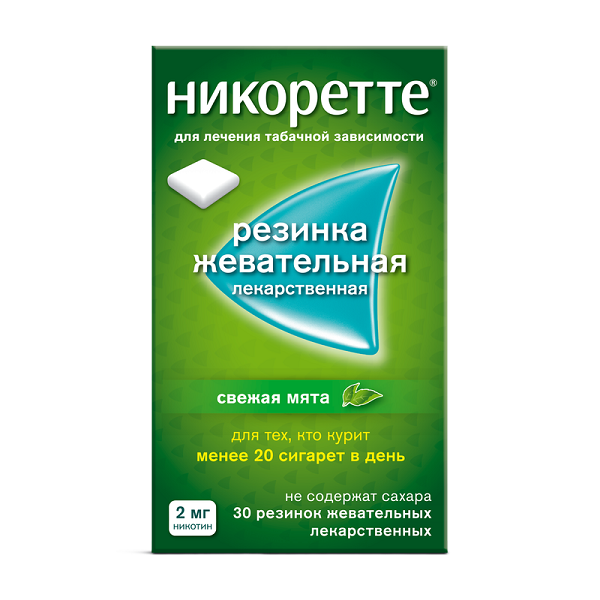 никоретте®
для лечения табачной зависимости
резинка
жевательная
лекарственная
свежая мята
для тех, кто курит
менее 20 сигарет в день
не содержат сахара
2 мг
никотин
30 резинок жевательных
лекарственных